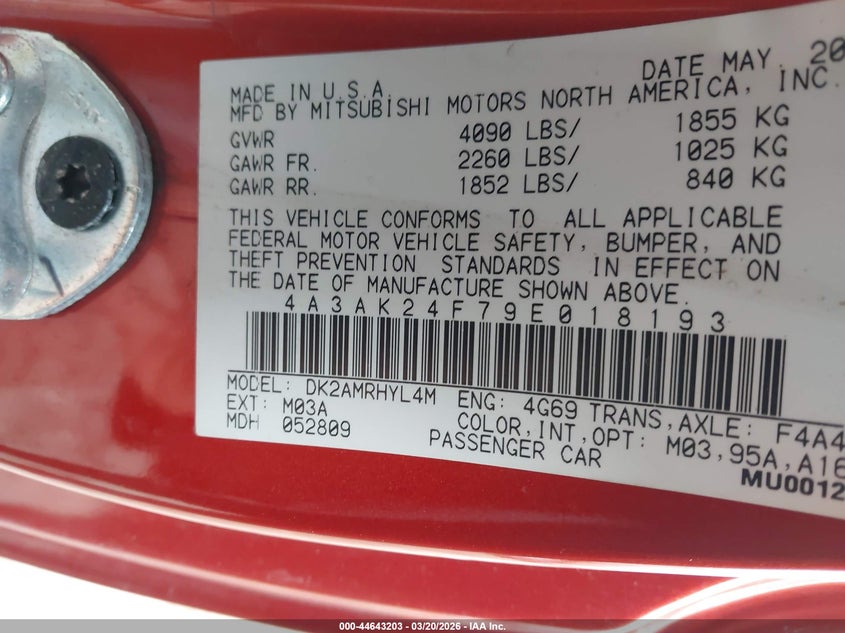 DATE MAY. 20
MADE IN U.S.A.
MFD BY MITSUBISHI MOTORS NORTH AMERICA, INC.
GVWR 4090 LBS/ 1855 KG
GAWR FR. 2260 LBS/ 1025 KG
GAWR RR. 1852 LBS/ 840 KG
THIS VEHICLE CONFORMS TO ALL APPLICABLE
FEDERAL MOTOR VEHICLE SAFETY, BUMPER, AND
THEFT PREVENTION STANDARDS IN EFFECT ON
THE DATE OF MANUFACTURE SHOWN ABOVE.
4A3AK24F79E018193
MODEL: DK2AMRHYL4M ENG: 4G69 TRANS,AXLE: F4A4
EXT: M03A COLOR,INT,OPT: M03,95A,A16
MDH 052809 PASSENGER CAR
MU0012
000-44643203 - 03/20/2026 - IAA Inc.